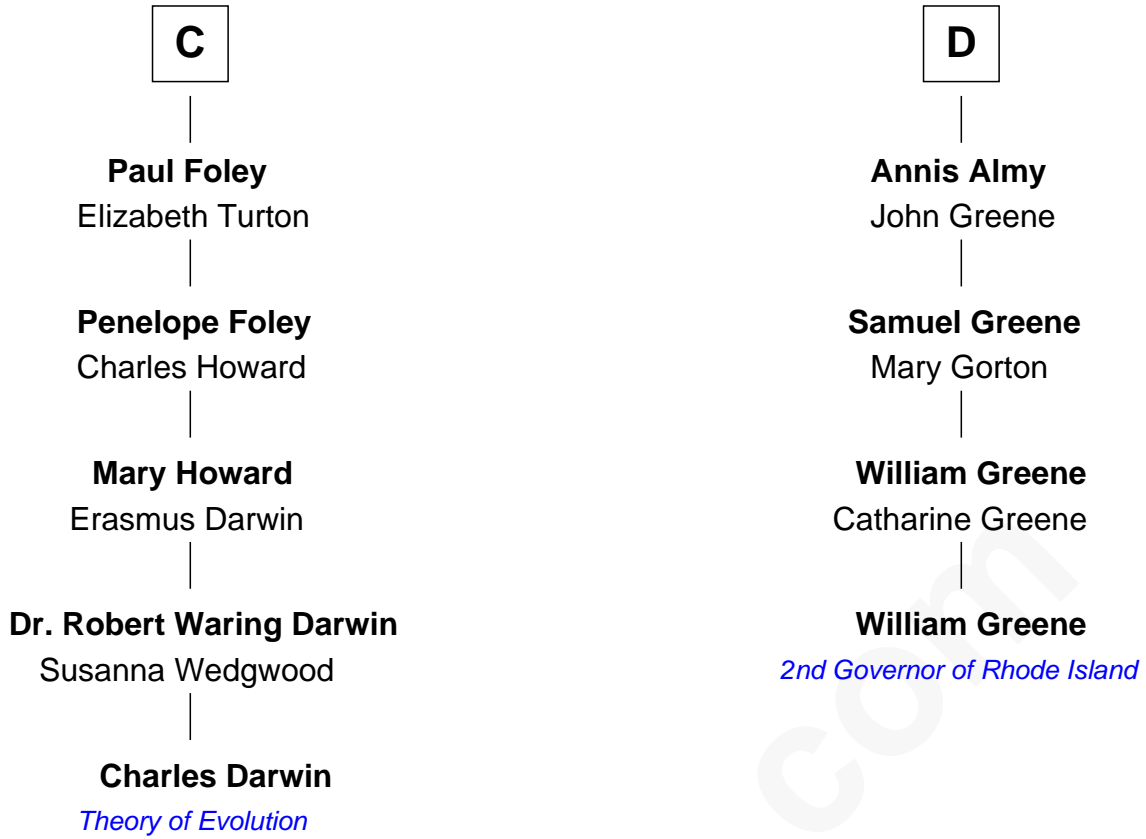 C
Paul Foley
Elizabeth Turton
Penelope Foley
Charles Howard
Mary Howard
Erasmus Darwin
Dr. Robert Waring Darwin
Susanna Wedgwood
Charles Darwin
Theory of Evolution
D
Annis Almy
John Greene
Samuel Greene
Mary Gorton
William Greene
Catharine Greene
William Greene
2nd Governor of Rhode Island
com